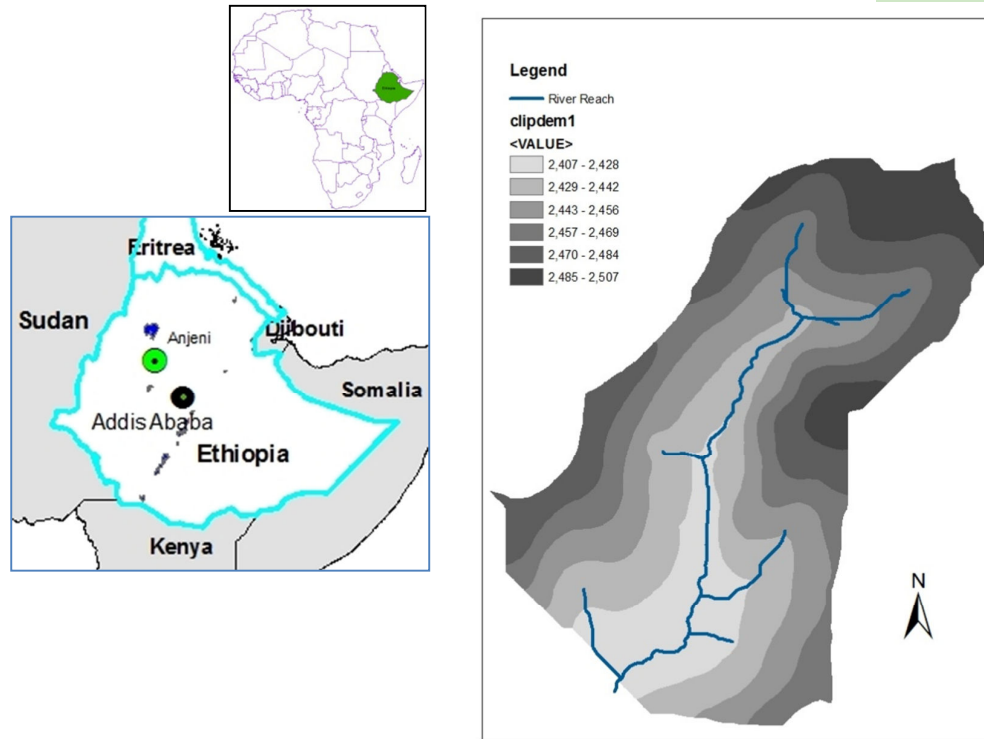 Eritrea
Sudan
Djibouti
Anjeni
Somalia
Addis Ababa
Ethiopia
Kenya
Legend
River Reach
clipdem1
<VALUE>
2,407 - 2,428
2,429 - 2,442
2,443 - 2,456
2,457 - 2,469
2,470 - 2,484
2,485 - 2,507
N